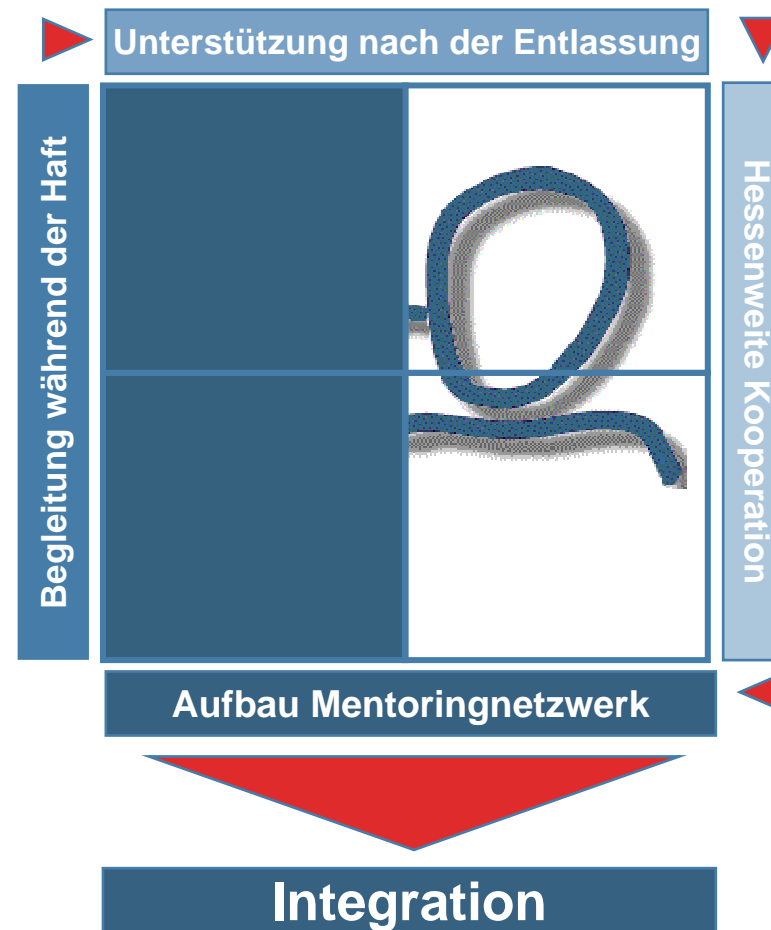 Unterstützung nach der Entlassung
Begleitung während der Haft
Hessenweite Kooperation
Aufbau Mentoringnetzwerk
Integration